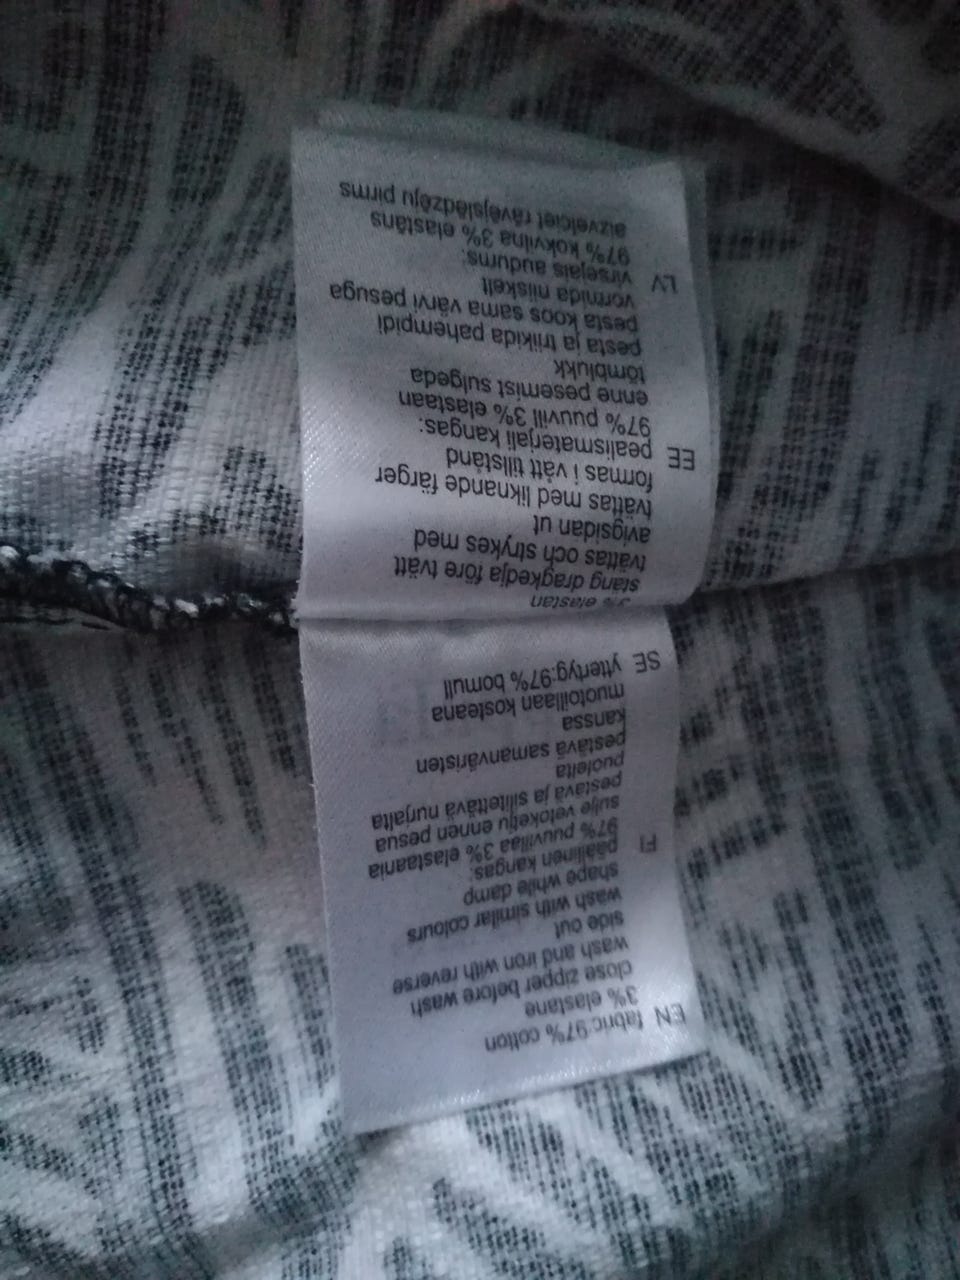 EN fabric:97% cotton
3% elastane
close zipper before wash
wash and iron with reverse
side out
wash with similar colours
shape while damp
FI päälinen kangas:
97% puuvillaa 3% elastaania
sulje vetoketju ennen pesua
pestävä ja silitettävä nurjalta
puolelta
pestävä samanväristen
kanssa
muotoillaan kosteana
SE yttertyg:97% bomull
3% elastan
stäng dragkedja före tvätt
tvättas och strykes med
avigsidan ut
tvättas med liknande färger
formas i vått tillstånd
EE pealismaterjali kangas:
97% puuvill 3% elastaan
enne pesemist sulgeda
tõmblukk
pesta ja triikida pahempidi
pesta koos sama värvi pesuga
vormida niiskelt
LV virsējais audums:
97% kokvilna 3% elastāns
aizvelciet rāvējslēdzēju pirms